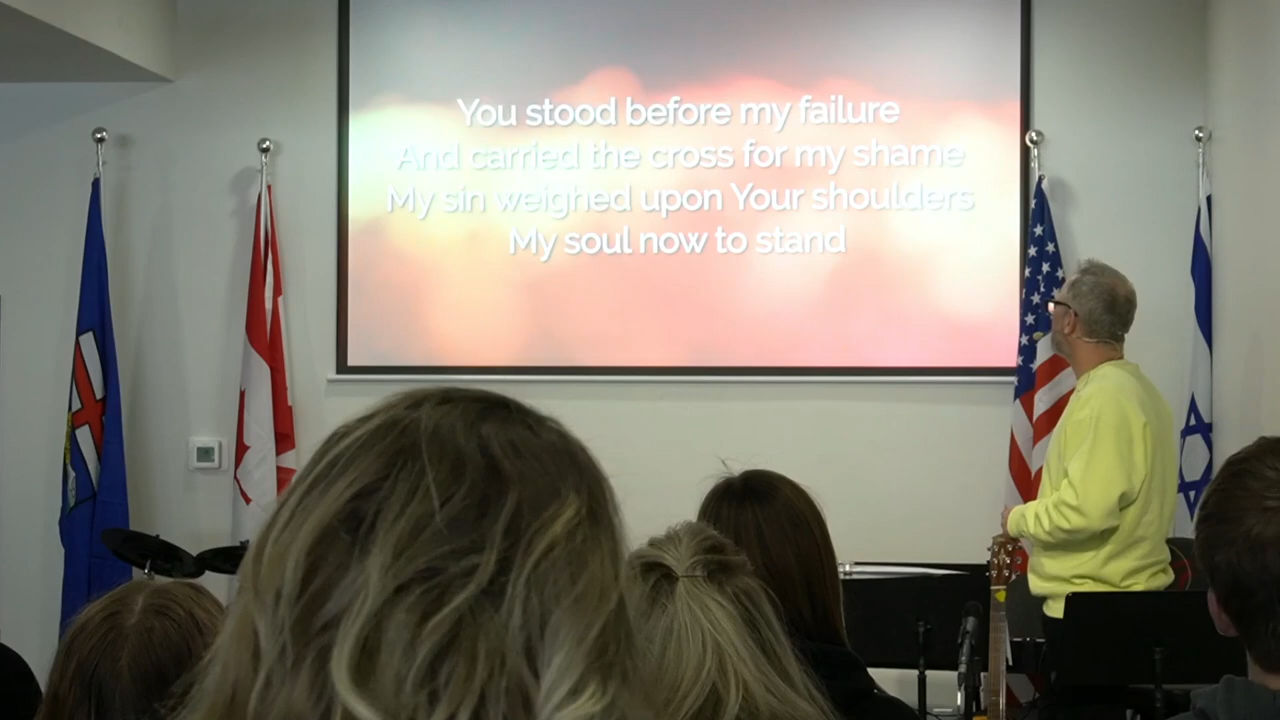 You stood before my failure
And carried the cross for my shame
My sin weighed upon Your shoulders
My soul now to stand